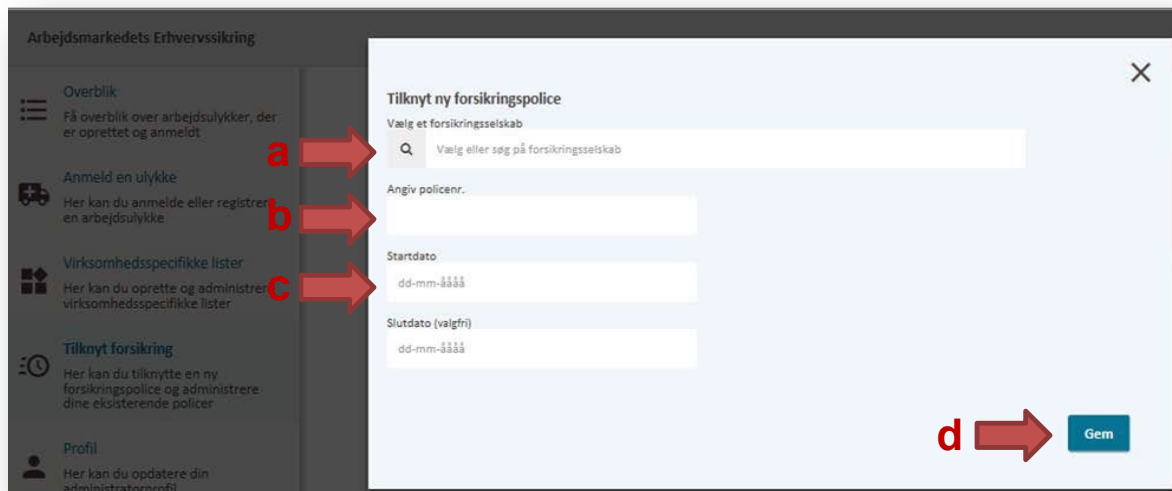 Arbejdsmarkedets Erhvervssikring
Overblik
Få overblik over arbejdsulykker, der
er oprettet og anmeldt
Anmeld en ulykke
Her kan du anmelde eller registrere
en arbejdsulykke
Virksomhedsspecifikke lister
Her kan du oprette og administrere
virksomhedsspecifikke lister
Tilknyt forsikring
Her kan du tilknytte en ny
forsikringspolice og administrere
dine eksisterende policer
Profil
Her kan du opdatere din
administratorprofil
Tilknyt ny forsikringspolice
Vælg et forsikringsselskab
a
Vælg eller søg på forsikringsselskab
Angiv policenr.
b
Startdato
c
dd-mm-åååå
Slutdato (valgfri)
dd-mm-åååå
d
Gem